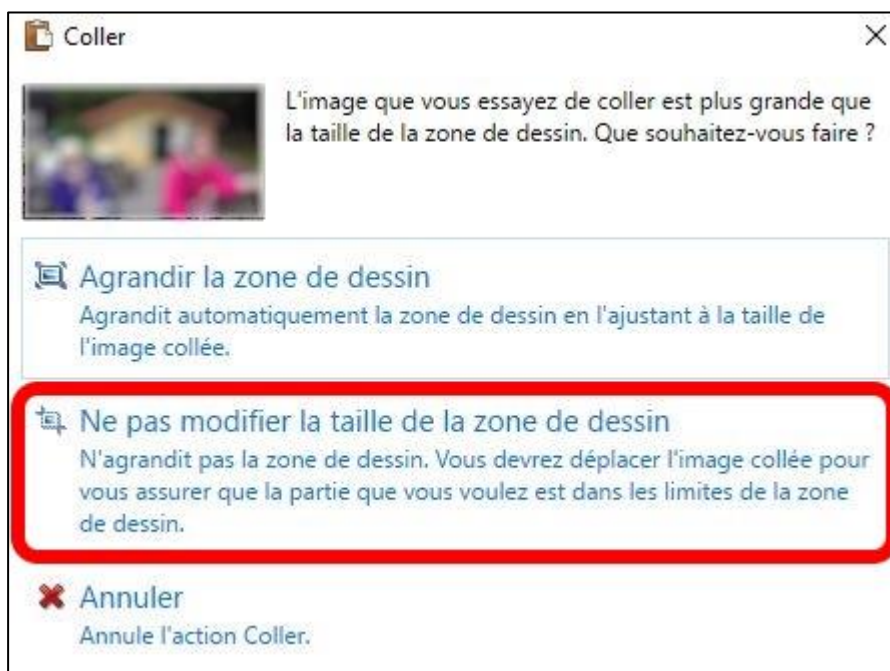 Coller
L'image que vous essayez de coller est plus grande que
la taille de la zone de dessin. Que souhaitez-vous faire ?
Agrandir la zone de dessin
Agrandit automatiquement la zone de dessin en l'ajustant à la taille de
l'image collée.
Ne pas modifier la taille de la zone de dessin
N'agrandit pas la zone de dessin. Vous devrez déplacer l'image collée pour
vous assurer que la partie que vous voulez est dans les limites de la zone
de dessin.
Annuler
Annule l'action Coller.